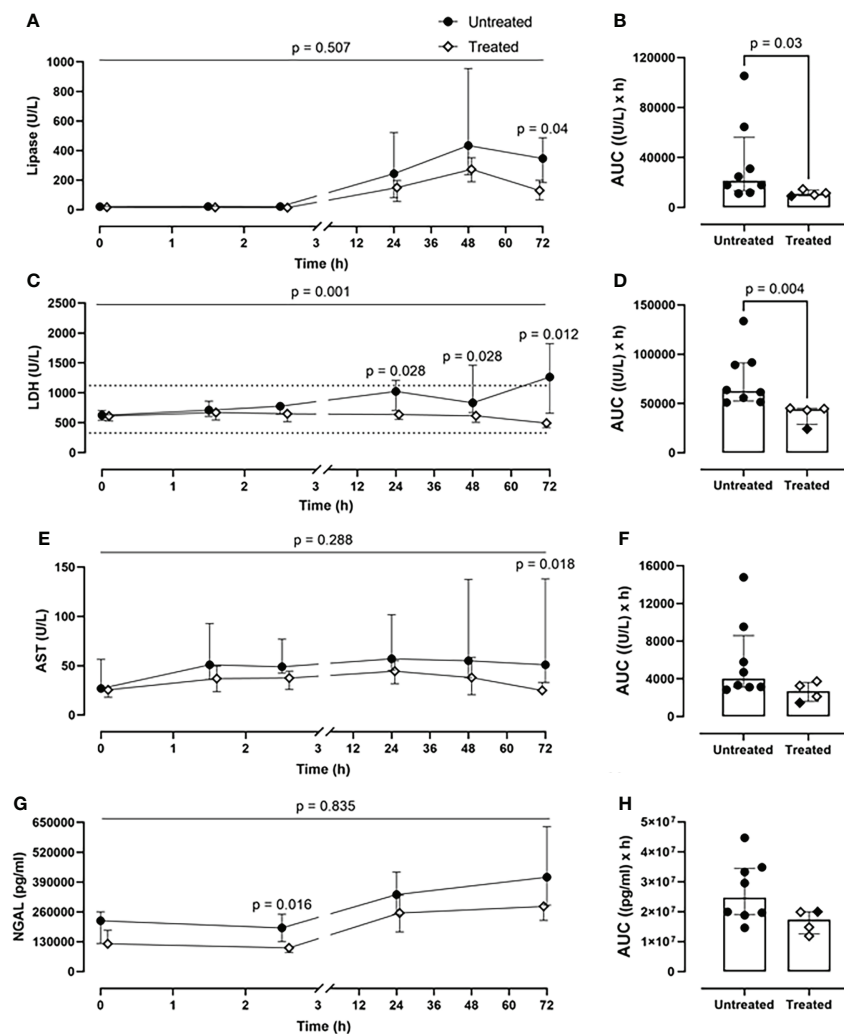 A
Untreated
Treated
p = 0.507
Lipase (U/L)
1000
800
600
400
200
0
p = 0.04
0 1 2 3 12 24 36 48 60 72
Time (h)
B
p = 0.03
AUC ((U/L) x h)
120000
80000
40000
0
Untreated Treated
C
p = 0.001
LDH (U/L)
2500
2000
1500
1000
500
0
p = 0.028
p = 0.028
p = 0.012
0 1 2 3 12 24 36 48 60 72
Time (h)
D
p = 0.004
AUC ((U/L) x h)
150000
100000
50000
0
Untreated Treated
E
p = 0.288
AST (U/L)
150
100
50
0
p = 0.018
0 1 2 3 12 24 36 48 60 72
Time (h)
F
AUC ((U/L) x h)
16000
12000
8000
4000
0
Untreated Treated
G
p = 0.835
NGAL (pg/ml)
650000
520000
390000
260000
130000
0
p = 0.016
0 1 2 3 12 24 36 48 60 72
Time (h)
H
AUC ((pg/ml) x h)
5×10⁷
4×10⁷
3×10⁷
2×10⁷
1×10⁷
0
Untreated Treated